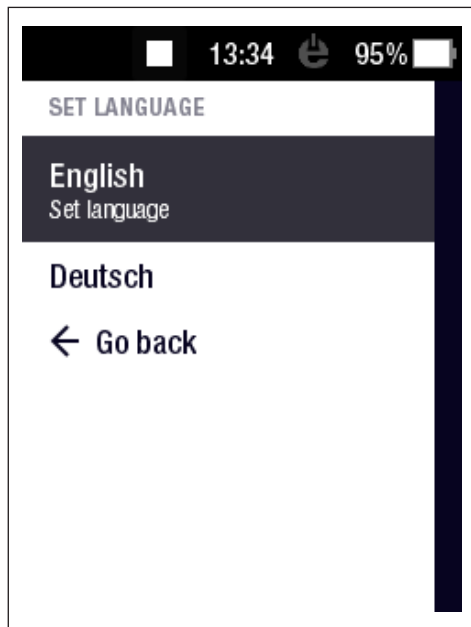 13:34 95%
SET LANGUAGE
English
Set language
Deutsch
← Go back